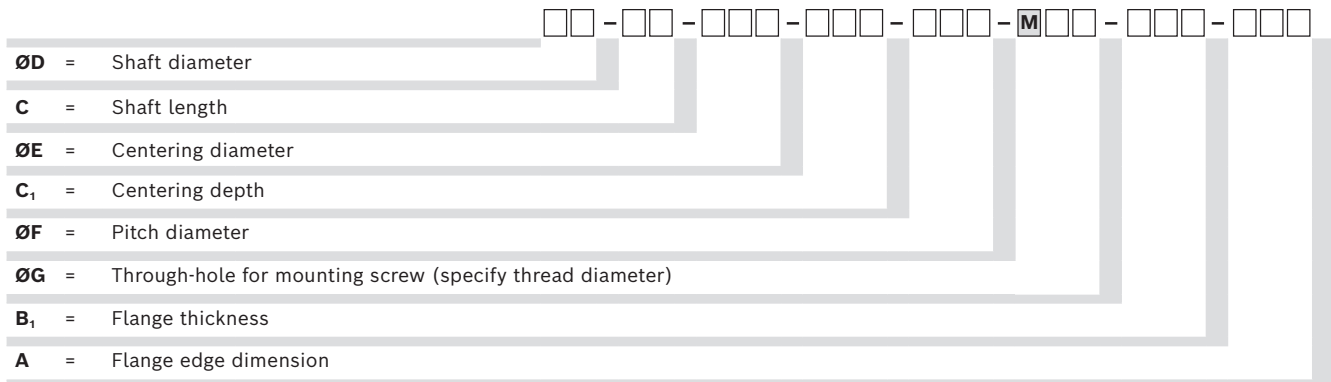 – – – – – M – –
ØD = Shaft diameter
C = Shaft length
ØE = Centering diameter
C₁ = Centering depth
ØF = Pitch diameter
ØG = Through-hole for mounting screw (specify thread diameter)
B₁ = Flange thickness
A = Flange edge dimension